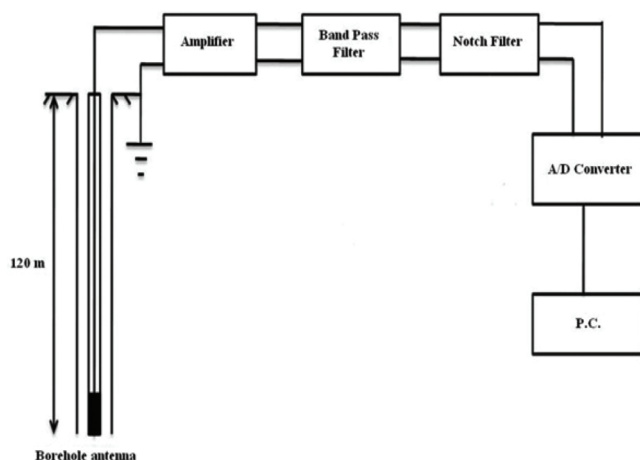 Amplifier
Band Pass
Filter
Notch Filter
A/D Converter
120 m
P.C.
Borehole antenna